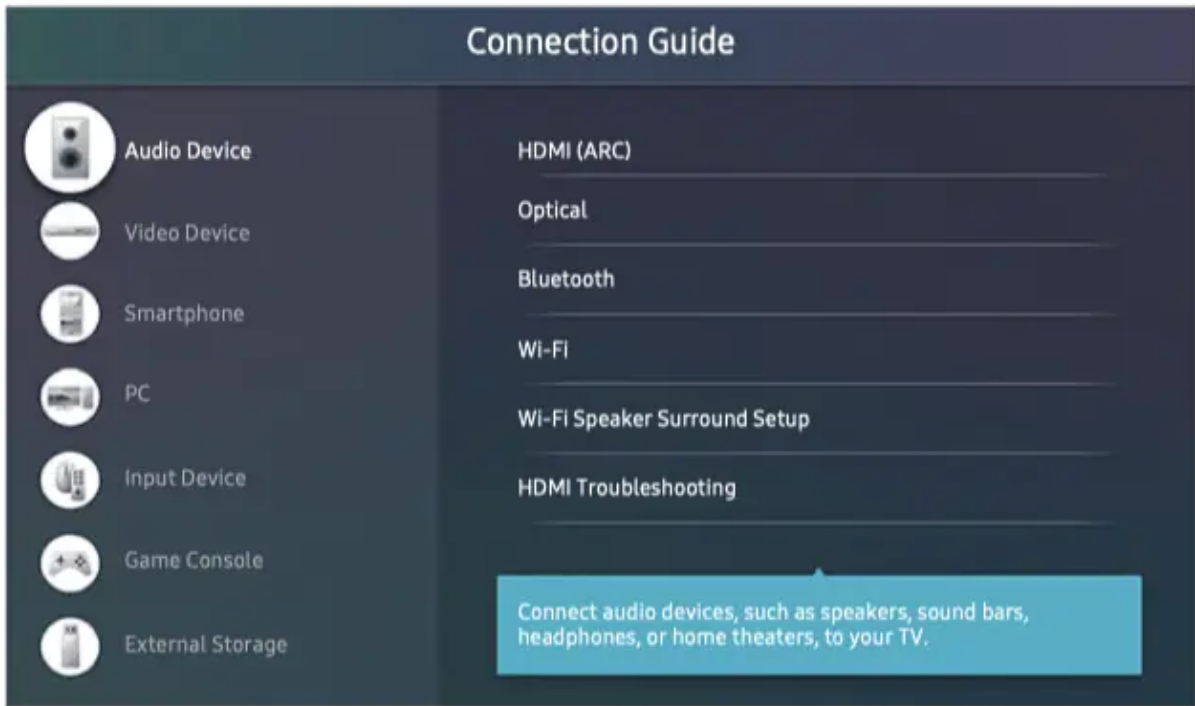 Connection Guide
Audio Device
Video Device
Smartphone
PC
Input Device
Game Console
External Storage
HDMI (ARC)
Optical
Bluetooth
Wi-Fi
Wi-Fi Speaker Surround Setup
HDMI Troubleshooting
Connect audio devices, such as speakers, sound bars,
headphones, or home theaters, to your TV.